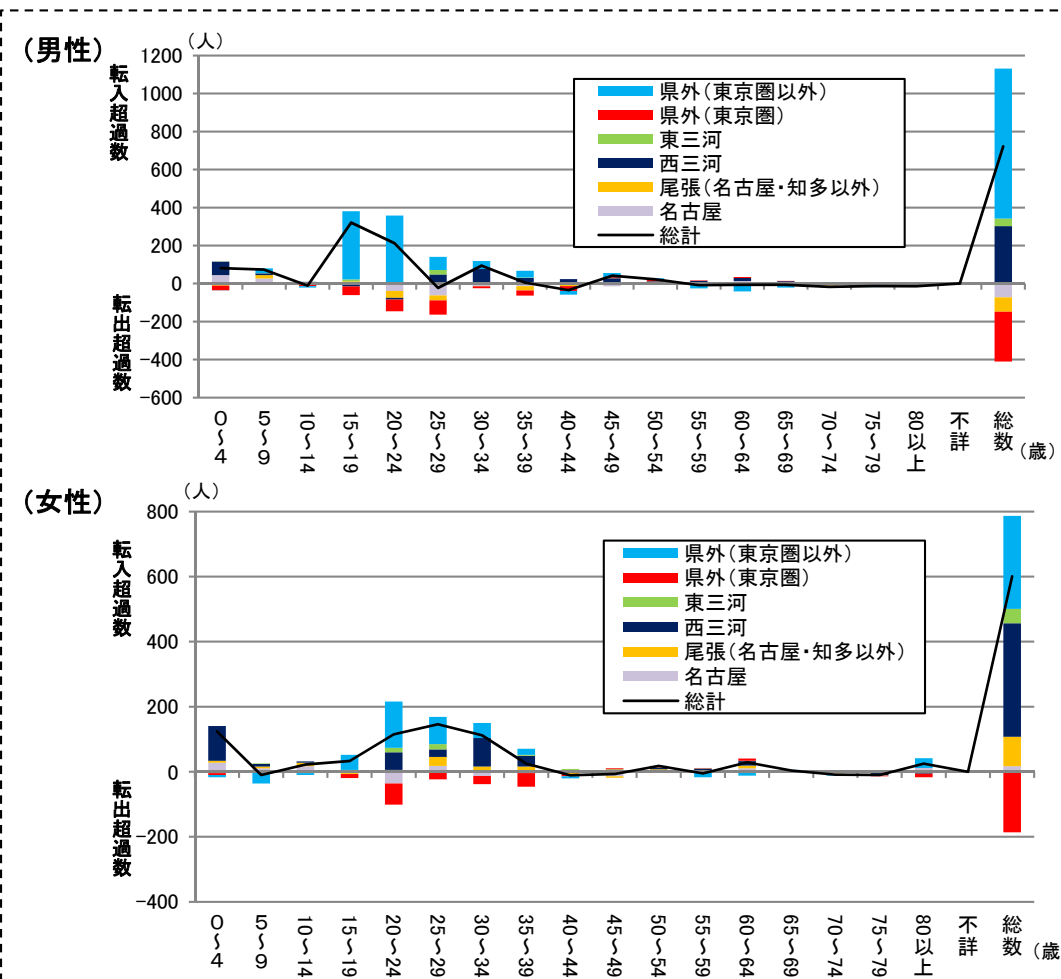 (男性)
(人)
転入超過数
転出超過数
1200
1000
800
600
400
200
0
-200
-400
-600
県外(東京圏以外)
県外(東京圏)
東三河
西三河
尾張(名古屋・知多以外)
名古屋
総計
0~4
5~9
10~14
15~19
20~24
25~29
30~34
35~39
40~44
45~49
50~54
55~59
60~64
65~69
70~74
75~79
80以上
不詳
総数
(歳)
(女性)
(人)
転入超過数
転出超過数
800
600
400
200
0
-200
-400
県外(東京圏以外)
県外(東京圏)
東三河
西三河
尾張(名古屋・知多以外)
名古屋
総計
0~4
5~9
10~14
15~19
20~24
25~29
30~34
35~39
40~44
45~49
50~54
55~59
60~64
65~69
70~74
75~79
80以上
不詳
総数
(歳